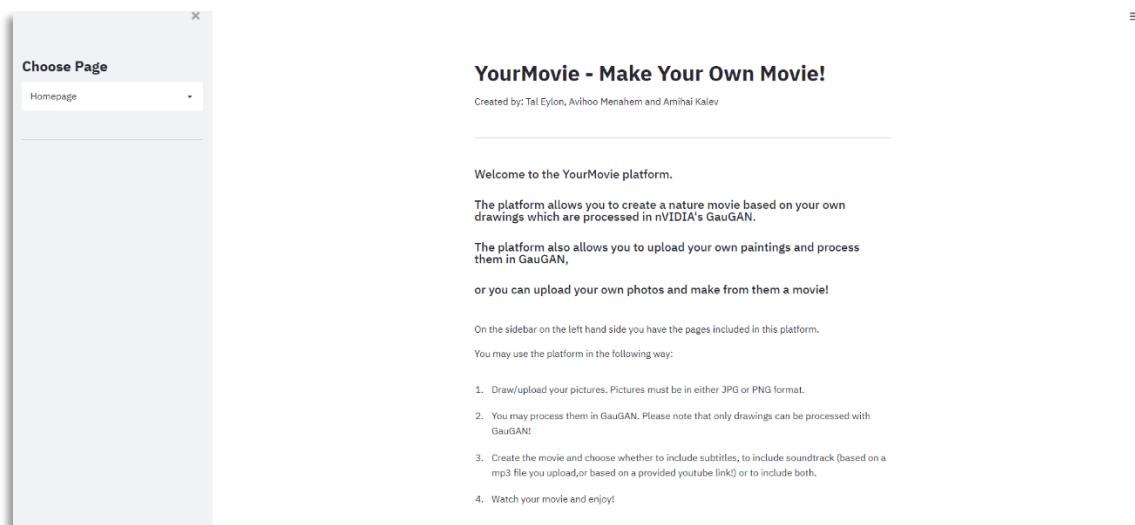 Choose Page
Homepage
YourMovie - Make Your Own Movie!
Created by: Tal Eylon, Avihoo Menahem and Amihai Kalev
Welcome to the YourMovie platform.
The platform allows you to create a nature movie based on your own
drawings which are processed in nVIDIA's GauGAN.
The platform also allows you to upload your own paintings and process
them in GauGAN,
or you can upload your own photos and make from them a movie!
On the sidebar on the left hand side you have the pages included in this platform.
You may use the platform in the following way:
1. Draw/upload your pictures. Pictures must be in either JPG or PNG format.
2. You may process them in GauGAN. Please note that only drawings can be processed with
GauGAN!
3. Create the movie and choose whether to include subtitles, to include soundtrack (based on a
mp3 file you upload,or based on a provided youtube link!) or to include both.
4. Watch your movie and enjoy!